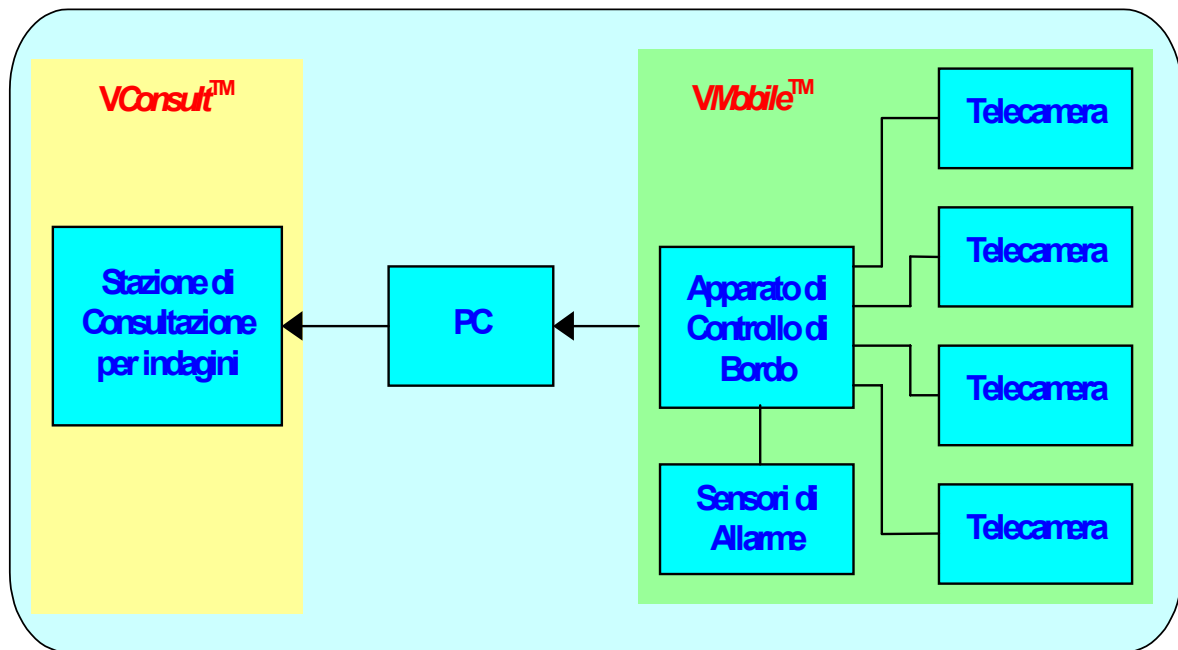 VConsult™
Stazione di
Consultazione
per indagini
PC
VMobile™
Apparato di
Controllo di
Bordo
Sensori di
Allarme
Telecamera
Telecamera
Telecamera
Telecamera